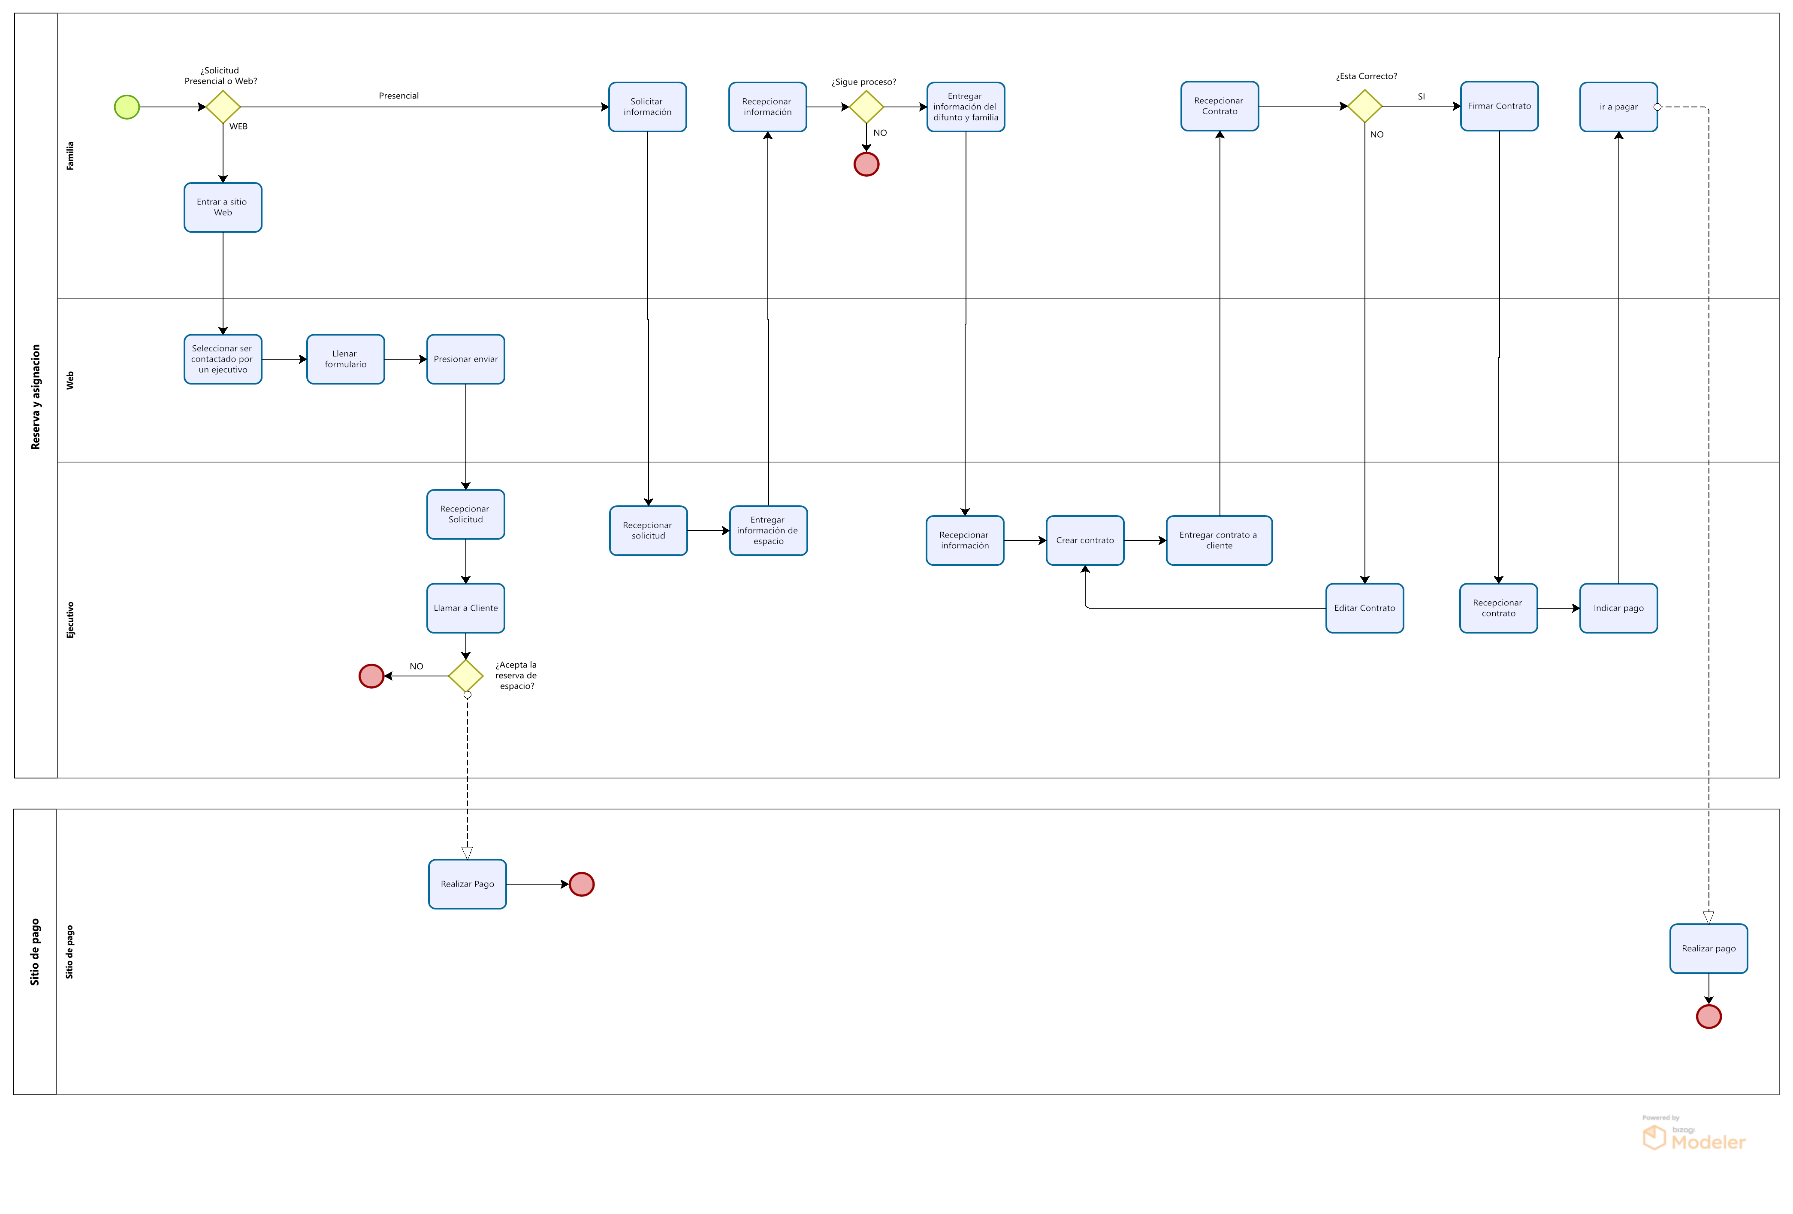 Reserva y asignacion
Familia
¿Solicitud
Presencial o Web?
Presencial
WEB
Entrar a sitio
Web
Solicitar
información
Recepcionar
información
¿Sigue proceso?
NO
Entregar
información del
difunto y familia
Recepcionar
Contrato
¿Esta Correcto?
SI
NO
Firmar Contrato
ir a pagar
Web
Seleccionar ser
contactado por
un ejecutivo
Llenar
formulario
Presionar enviar
Ejecutivo
Recepcionar
Solicitud
Llamar a Cliente
NO
¿Acepta la
reserva de
espacio?
Recepcionar
solicitud
Entregar
información de
espacio
Recepcionar
información
Crear contrato
Entregar contrato a
cliente
Editar Contrato
Recepcionar
contrato
Indicar pago
Sitio de pago
Sitio de pago
Realizar Pago
Realizar pago
Powered by
bizagi
Modeler